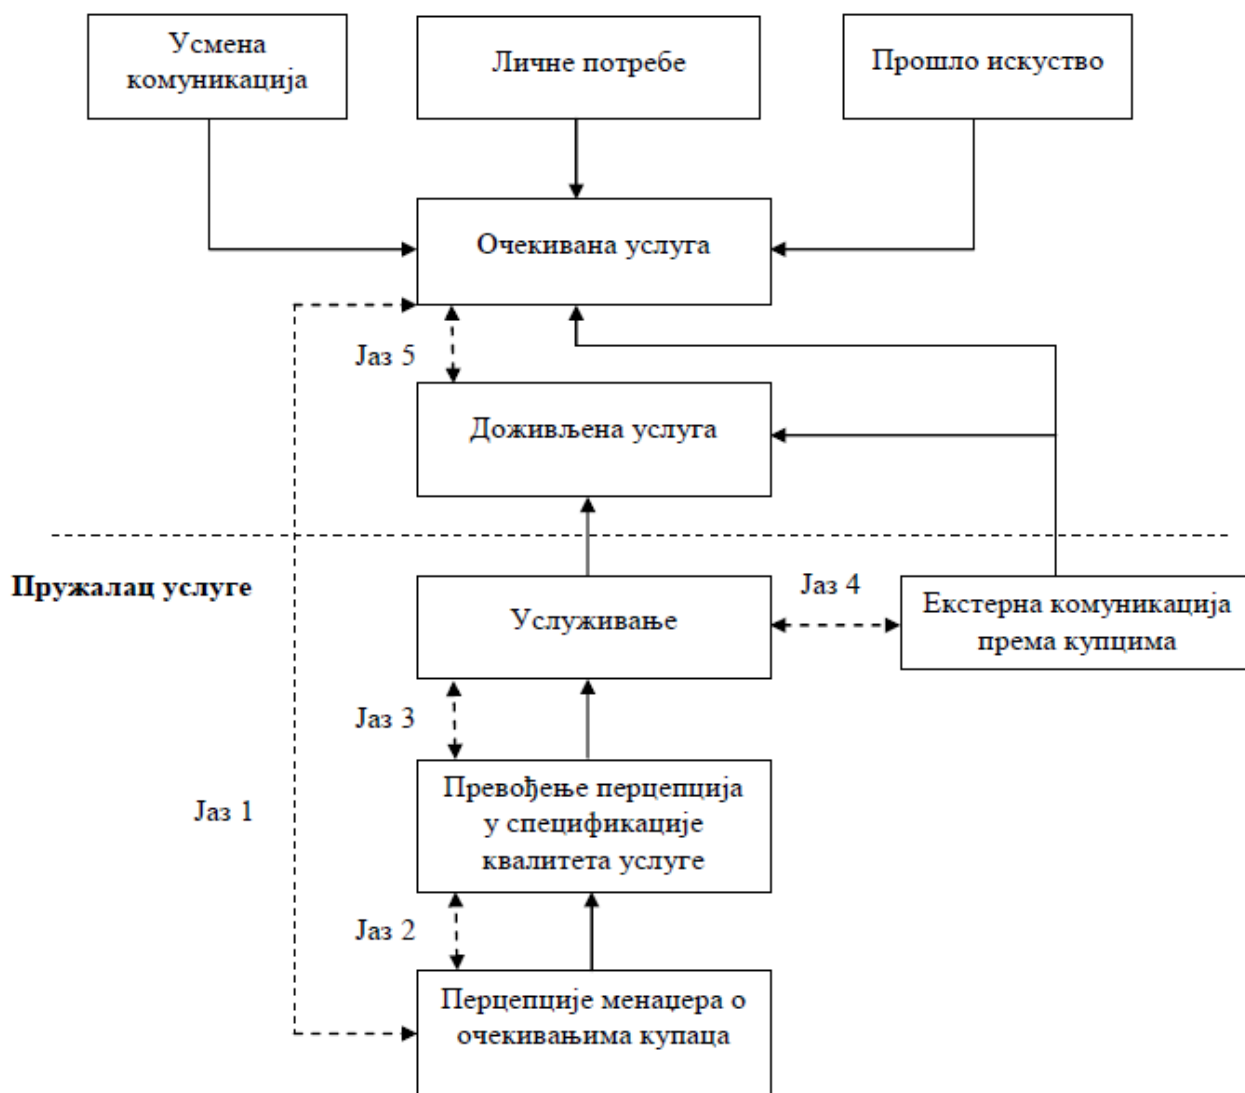 Усмена
комуникација
Личне потребе
Прошло искуство
Очекивана услуга
Јаз 5
Доживљена услуга
Пружалац услуге
Услуживање
Јаз 4
Екстерна комуникација
према купцима
Јаз 3
Превођење перцепција
у спецификације
квалитета услуге
Јаз 1
Јаз 2
Перцепције менаџера о
очекивањима купаца